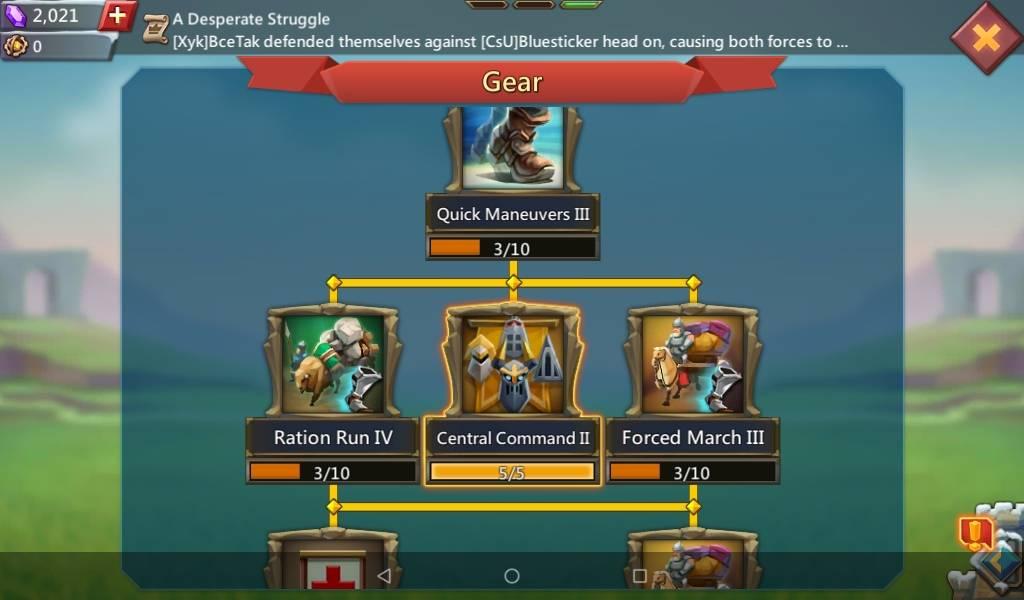 2,021
0
A Desperate Struggle
[Xyk]BceTak defended themselves against [CsU]Bluesticker head on, causing both forces to ...
Gear
Quick Maneuvers III
3/10
Ration Run IV
Central Command II
Forced March III
3/10
5/5
3/10